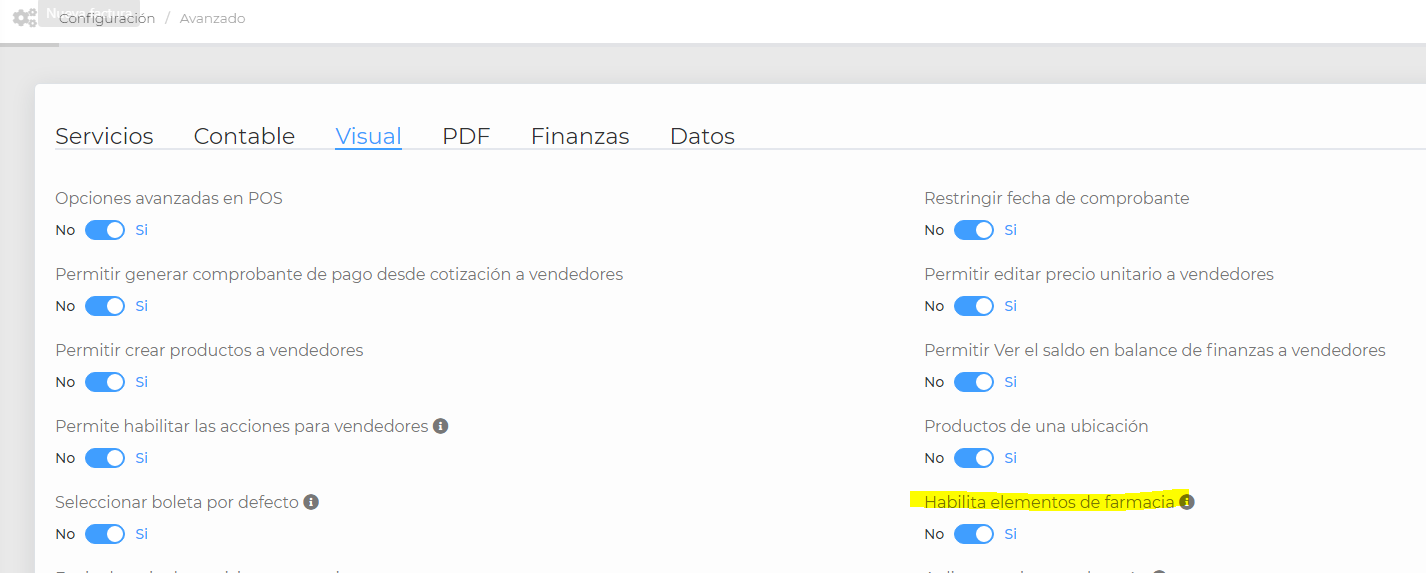 Nueva factura
Configuración / Avanzado
Servicios Contable Visual PDF Finanzas Datos
Opciones avanzadas en POS
No Si
Restringir fecha de comprobante
No Si
Permitir generar comprobante de pago desde cotización a vendedores
No Si
Permitir editar precio unitario a vendedores
No Si
Permitir crear productos a vendedores
No Si
Permitir Ver el saldo en balance de finanzas a vendedores
No Si
Permite habilitar las acciones para vendedores
No Si
Productos de una ubicación
No Si
Seleccionar boleta por defecto
No Si
Habilita elementos de farmacia
No Si